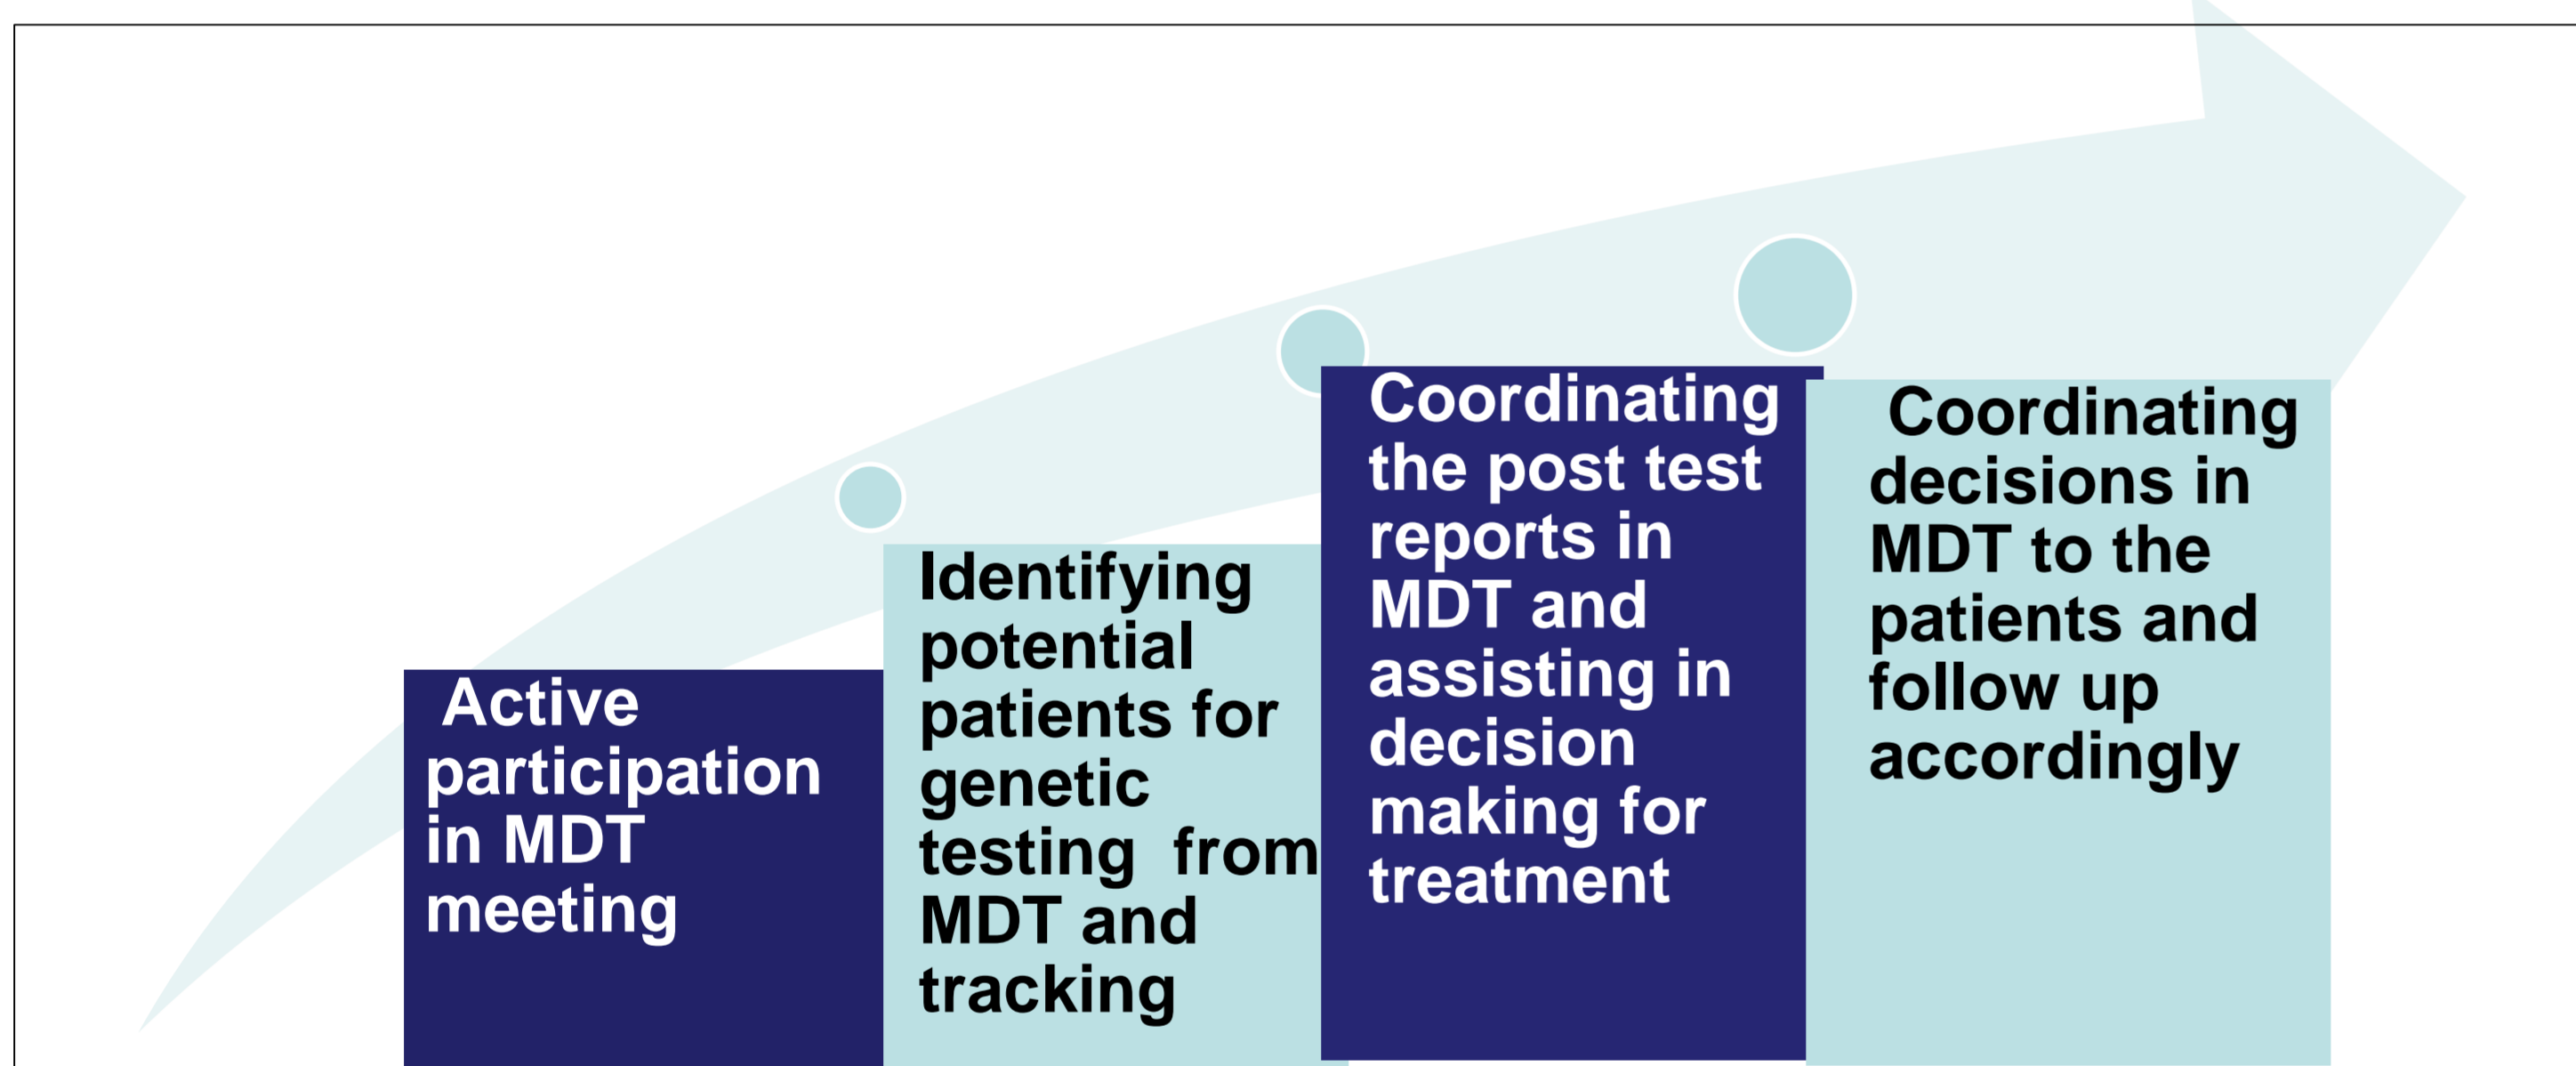 Active
participation
in MDT
meeting
Identifying
potential
patients for
genetic
testing  from
MDT and
tracking
Coordinating
the post test
reports in
MDT and
assisting in
decision
making for
treatment
Coordinating
decisions in
MDT to the
patients and
follow up
accordingly